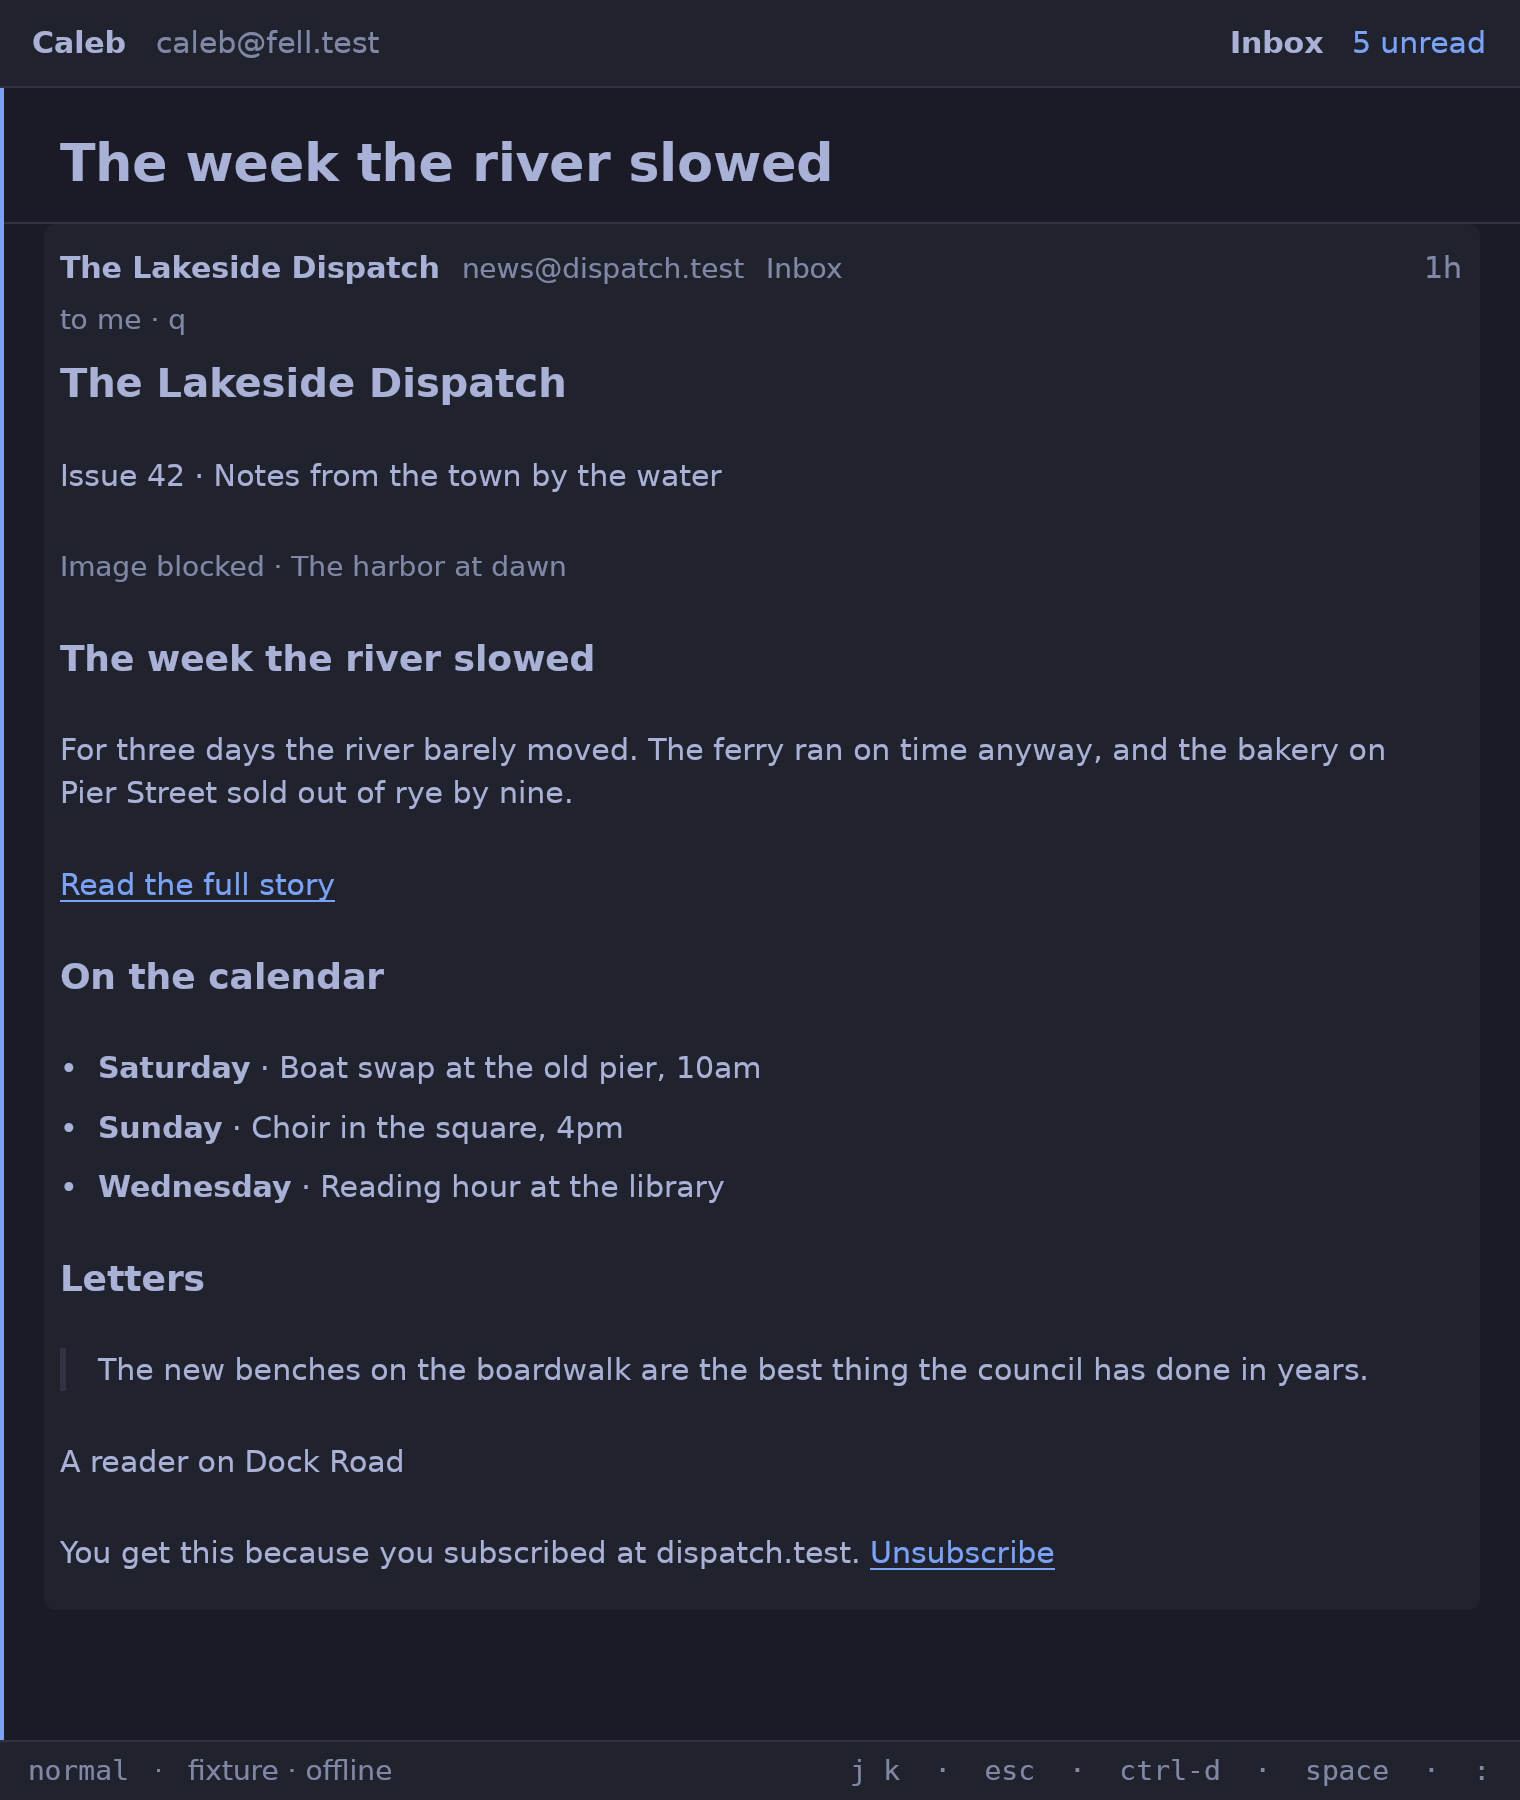 Caleb caleb@fell.test Inbox 5 unread
The week the river slowed
The Lakeside Dispatch news@dispatch.test Inbox 1h
to me · q
The Lakeside Dispatch
Issue 42 · Notes from the town by the water
Image blocked · The harbor at dawn
The week the river slowed
For three days the river barely moved. The ferry ran on time anyway, and the bakery on
Pier Street sold out of rye by nine.
Read the full story
On the calendar
• Saturday · Boat swap at the old pier, 10am
• Sunday · Choir in the square, 4pm
• Wednesday · Reading hour at the library
Letters
The new benches on the boardwalk are the best thing the council has done in years.
A reader on Dock Road
You get this because you subscribed at dispatch.test. Unsubscribe
normal · fixture · offline j k · esc · ctrl-d · space · :